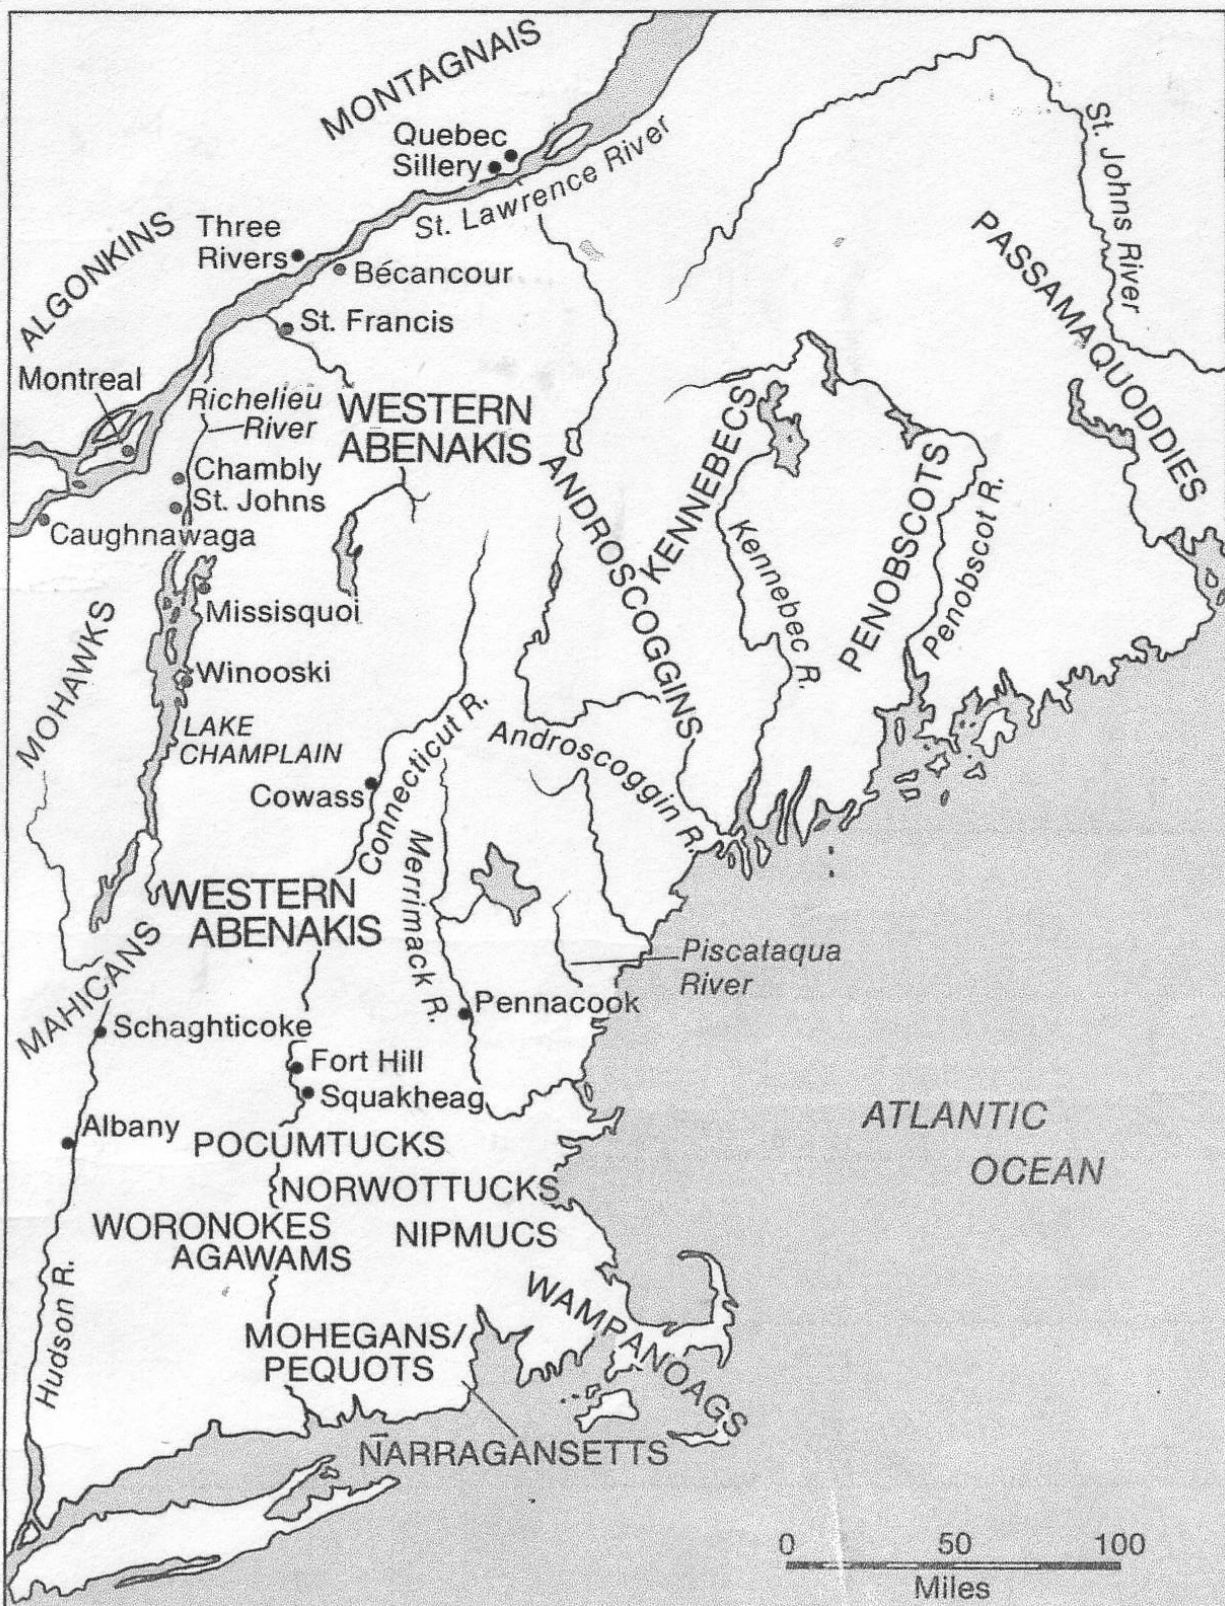 MONTAGNAIS
Quebec
Sillery
St. Lawrence River
St. Johns River
ALGONKINS
Three
Rivers
Bécancour
PASSAMAQUODDIES
St. Francis
Montreal
Richelieu
River
WESTERN
ABENAKIS
ANDROSCOGGINS
KENNEBECS
PENOBSCOTS
Chambly
St. Johns
Caughnawaga
Kennebec R.
Penobscot R.
MOHAWKS
Missisquoi
Winooski
LAKE
CHAMPLAIN
Cowass
Connecticut R.
Androscoggin R.
Merrimack R.
WESTERN
ABENAKIS
MAHICANS
Piscataqua
River
Pennacook
Schaghticoke
Fort Hill
Squakheag
Albany
POCUMTUCKS
NORWOTTUCKS
WORONOKES
AGAWAMS
NIPMUCS
ATLANTIC
OCEAN
Hudson R.
WAMPANOAGS
MOHEGANS/
PEQUOTS
NARRAGANSETTS
0 50 100
Miles